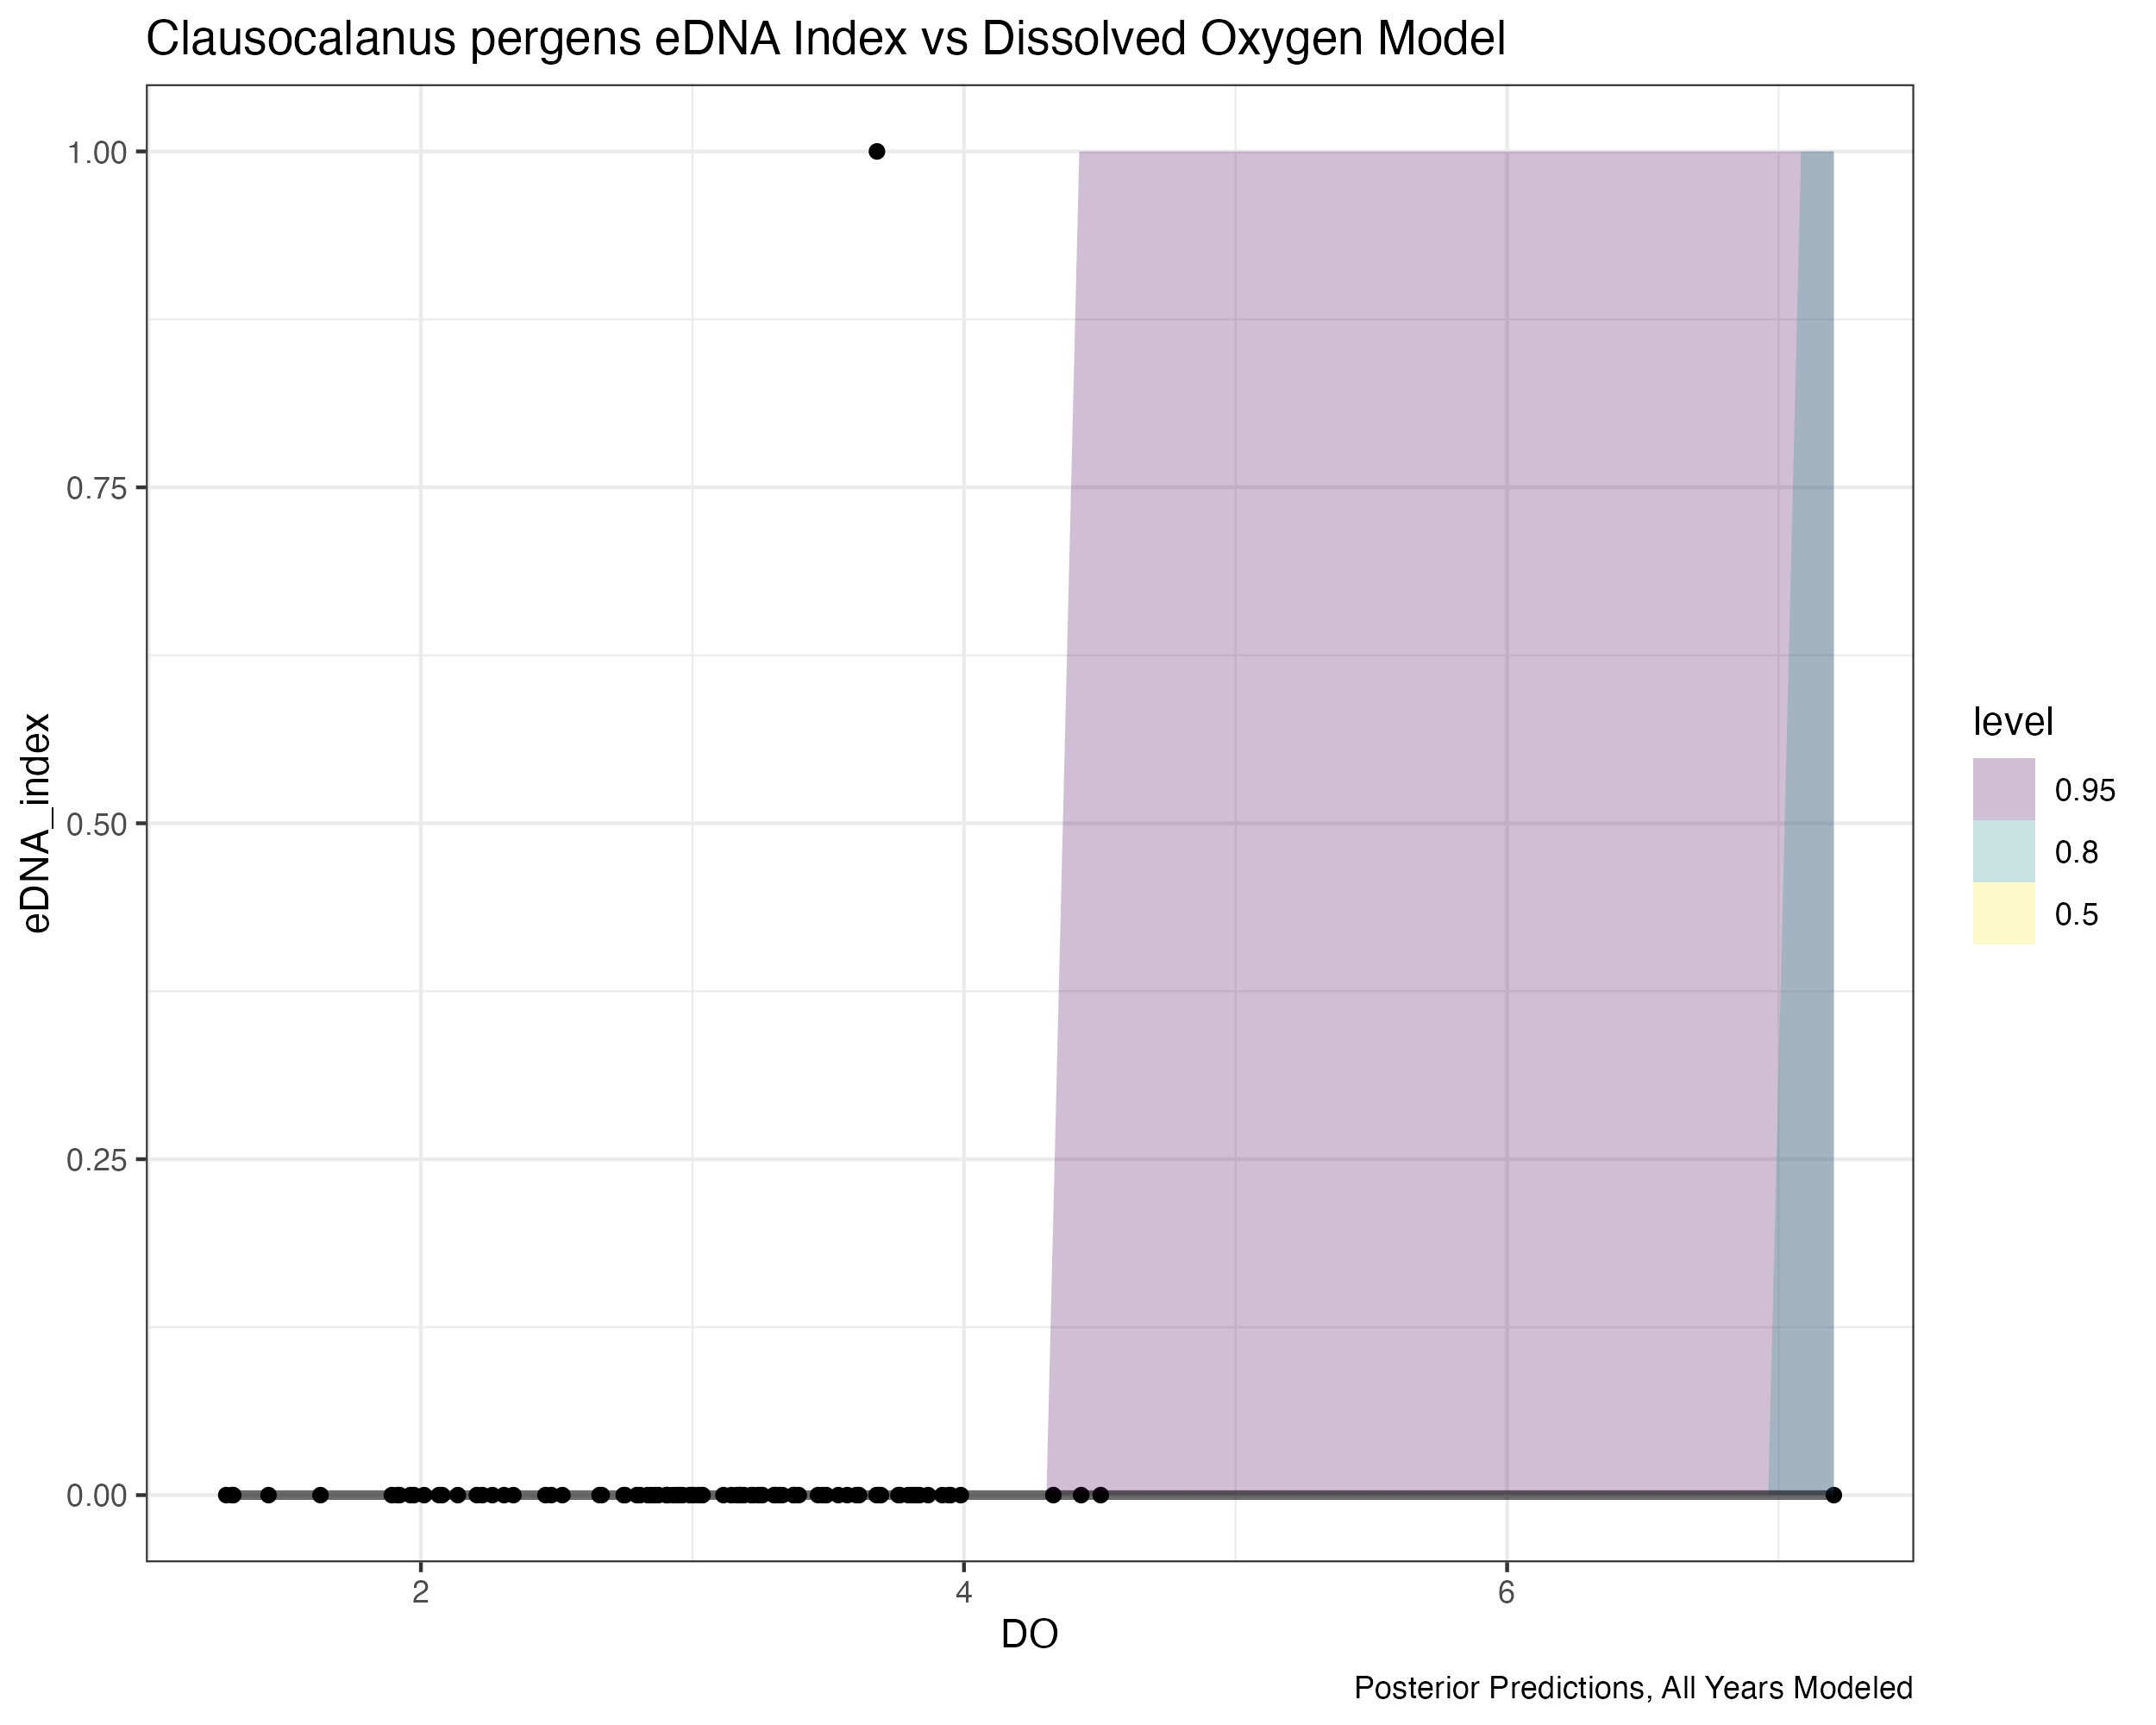 Clausocalanus pergens eDNA Index vs Dissolved Oxygen Model
1.00
0.75
0.50
0.25
0.00
eDNA_index
2
4
6
DO
level
0.95
0.8
0.5
Posterior Predictions, All Years Modeled